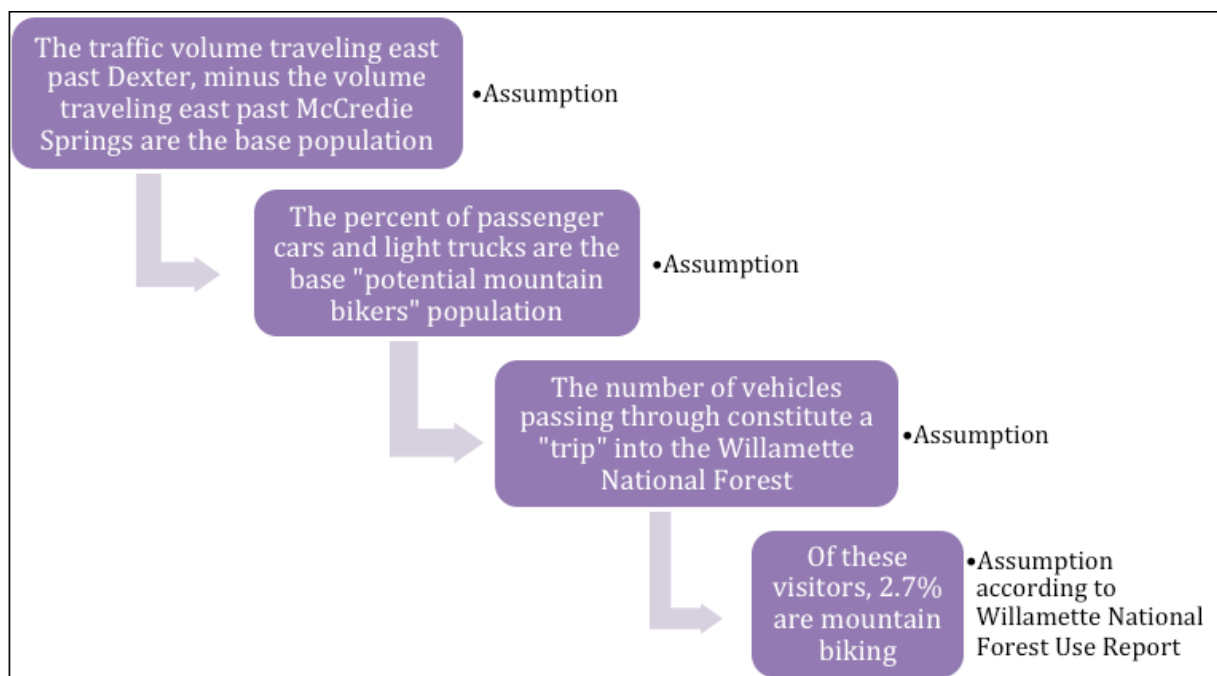 The traffic volume traveling east
past Dexter, minus the volume
traveling east past McCredie
Springs are the base population
•Assumption
The percent of passenger
cars and light trucks are the
base "potential mountain
bikers" population
•Assumption
The number of vehicles
passing through constitute a
"trip" into the Willamette
National Forest
•Assumption
Of these
visitors, 2.7%
are mountain
biking
•Assumption
according to
Willamette National
Forest Use Report